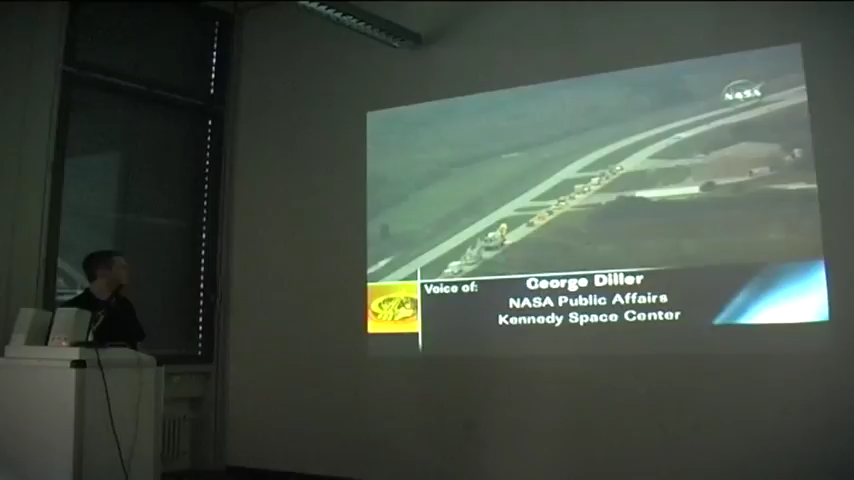 NASA
Voice of:
George Diller
NASA Public Affairs
Kennedy Space Center